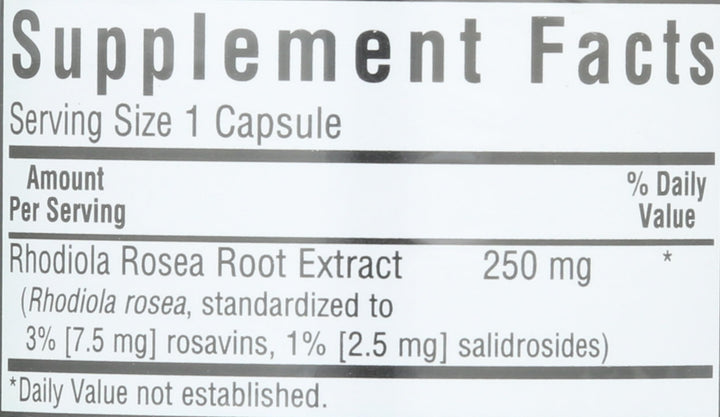 Supplement Facts
Serving Size 1 Capsule
Amount
Per Serving
% Daily
Value
Rhodiola Rosea Root Extract 250 mg *
(Rhodiola rosea, standardized to
3% [7.5 mg] rosavins, 1% [2.5 mg] salidrosides)
*Daily Value not established.